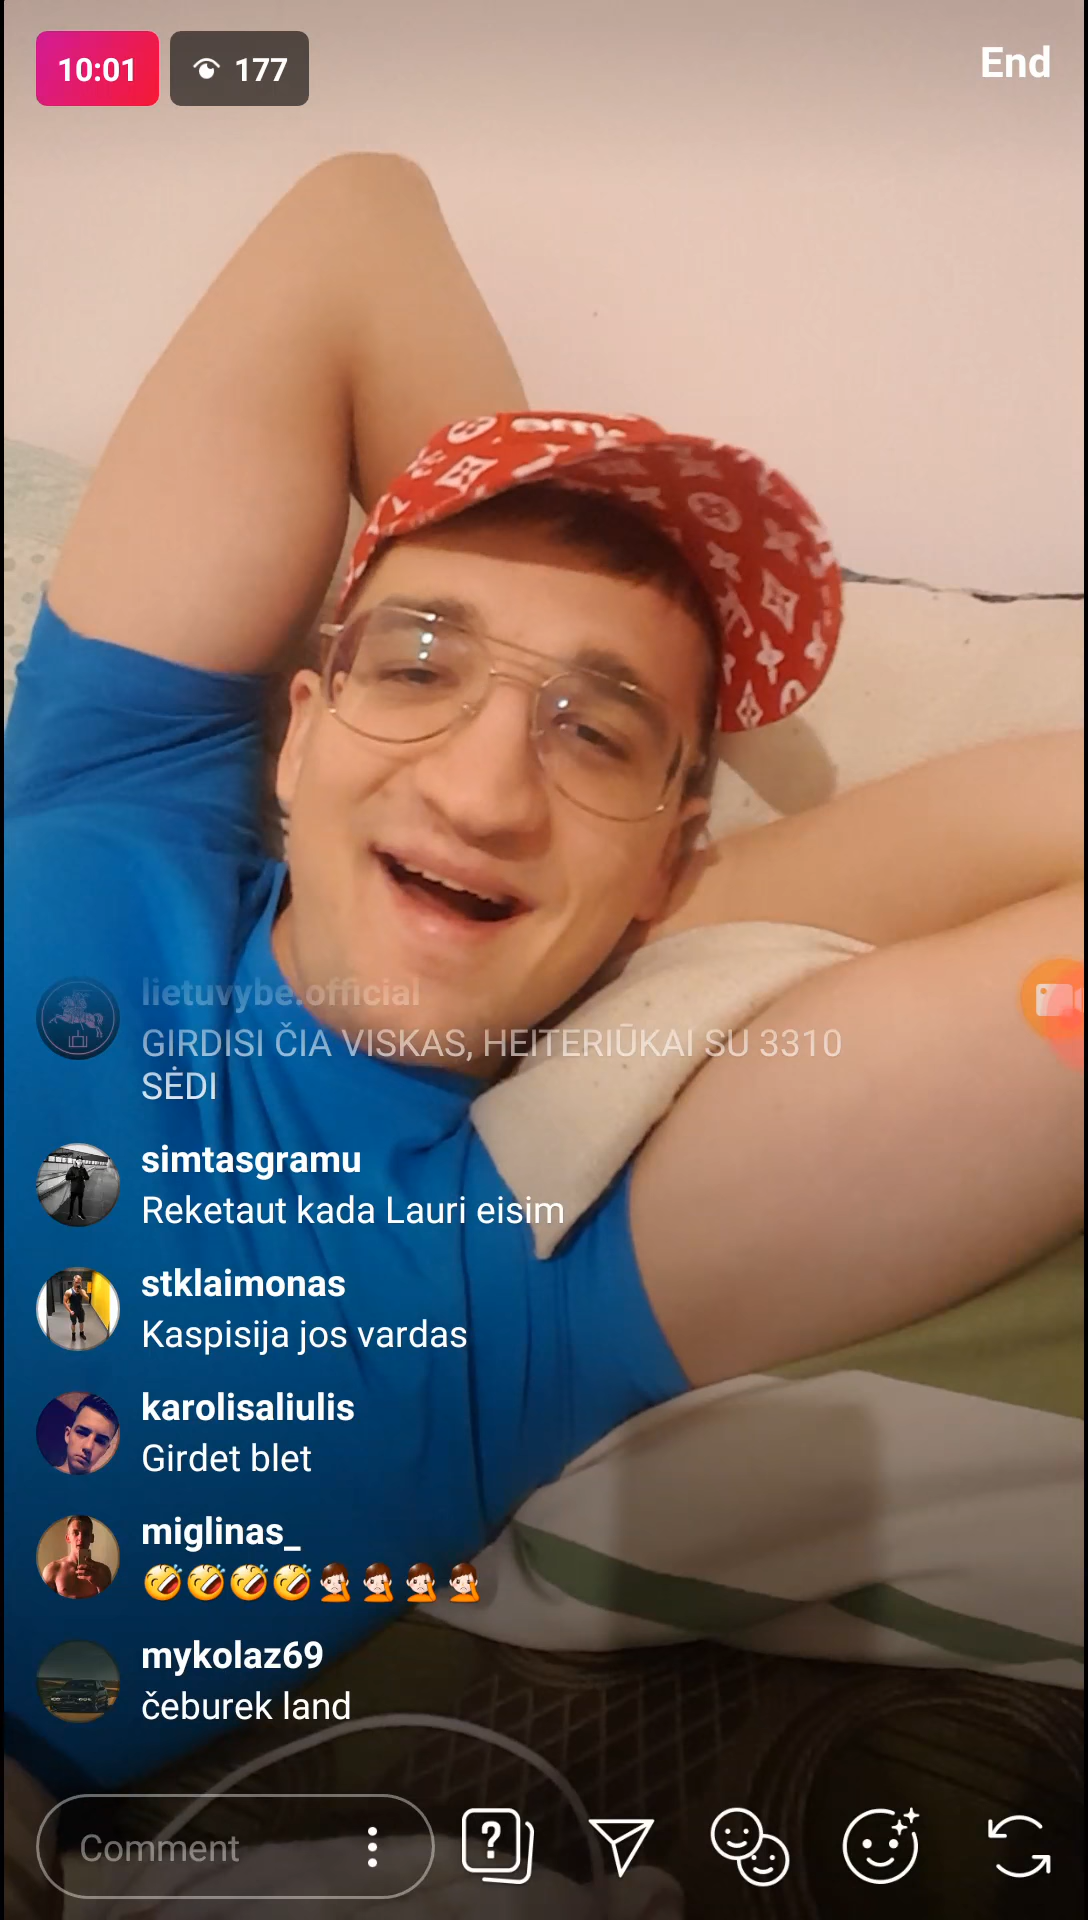 10:01
177
End
lietuvybe.official
GIRDISI ČIA VISKAS, HEITERIŪKAI SU 3310
SĖDI
simtasgramu
Reketaut kada Lauri eisim
stklaimonas
Kaspisija jos vardas
karolisaliulis
Girdet blet
miglinas_
🤣🤣🤣🤣🤦🤦🤦🤦
mykolaz69
čeburek land
Comment